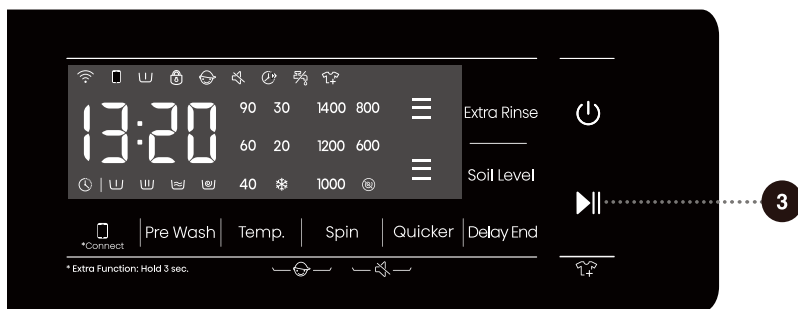 13:20
90 30 1400 800
Extra Rinse
60 20 1200 600
40 1000
Soil Level
3
*Connect
Pre Wash
Temp.
Spin
Quicker
Delay End
* Extra Function: Hold 3 sec.